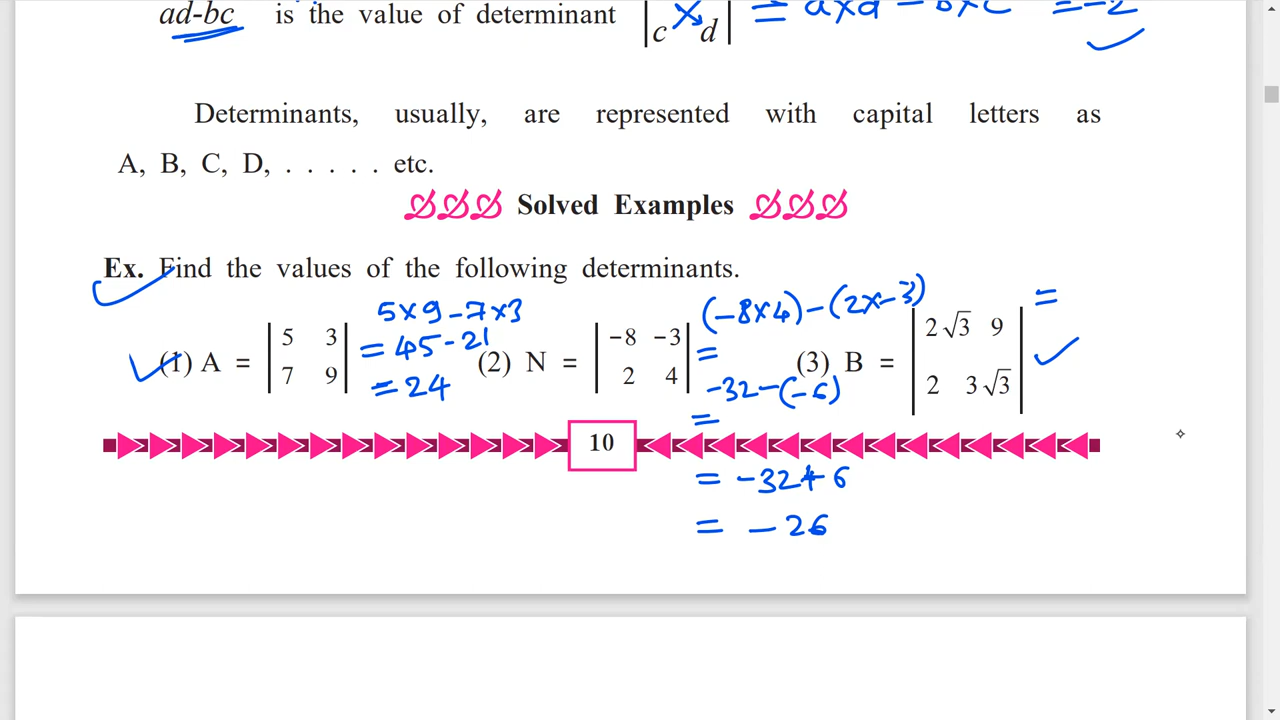 ad-bc is the value of determinant |c d| = a×d - b×c = -2
Determinants, usually, are represented with capital letters as
A, B, C, D, . . . . . etc.
Solved Examples
Ex. Find the values of the following determinants.
(1) A = |5 3|
|7 9|
5×9-7×3
= 45-21
= 24
(2) N = |-8 -3|
|2 4|
(-8×4)-(2×-3)
=
-32-(-6)
=
= -32+6
= -26
(3) B = |2√3 9|
|2 3√3|
=
10